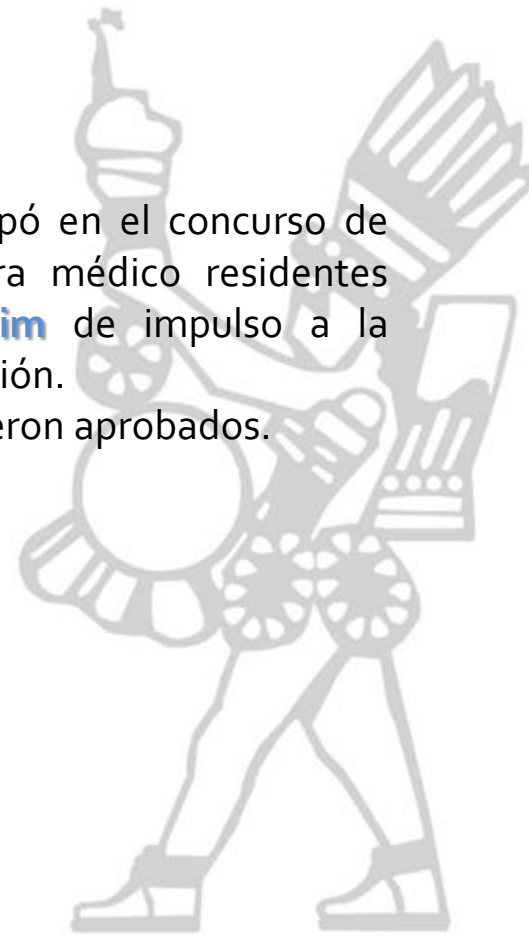 pó en el concurso de
ra médico residentes
im de impulso a la
ión.
eron aprobados.